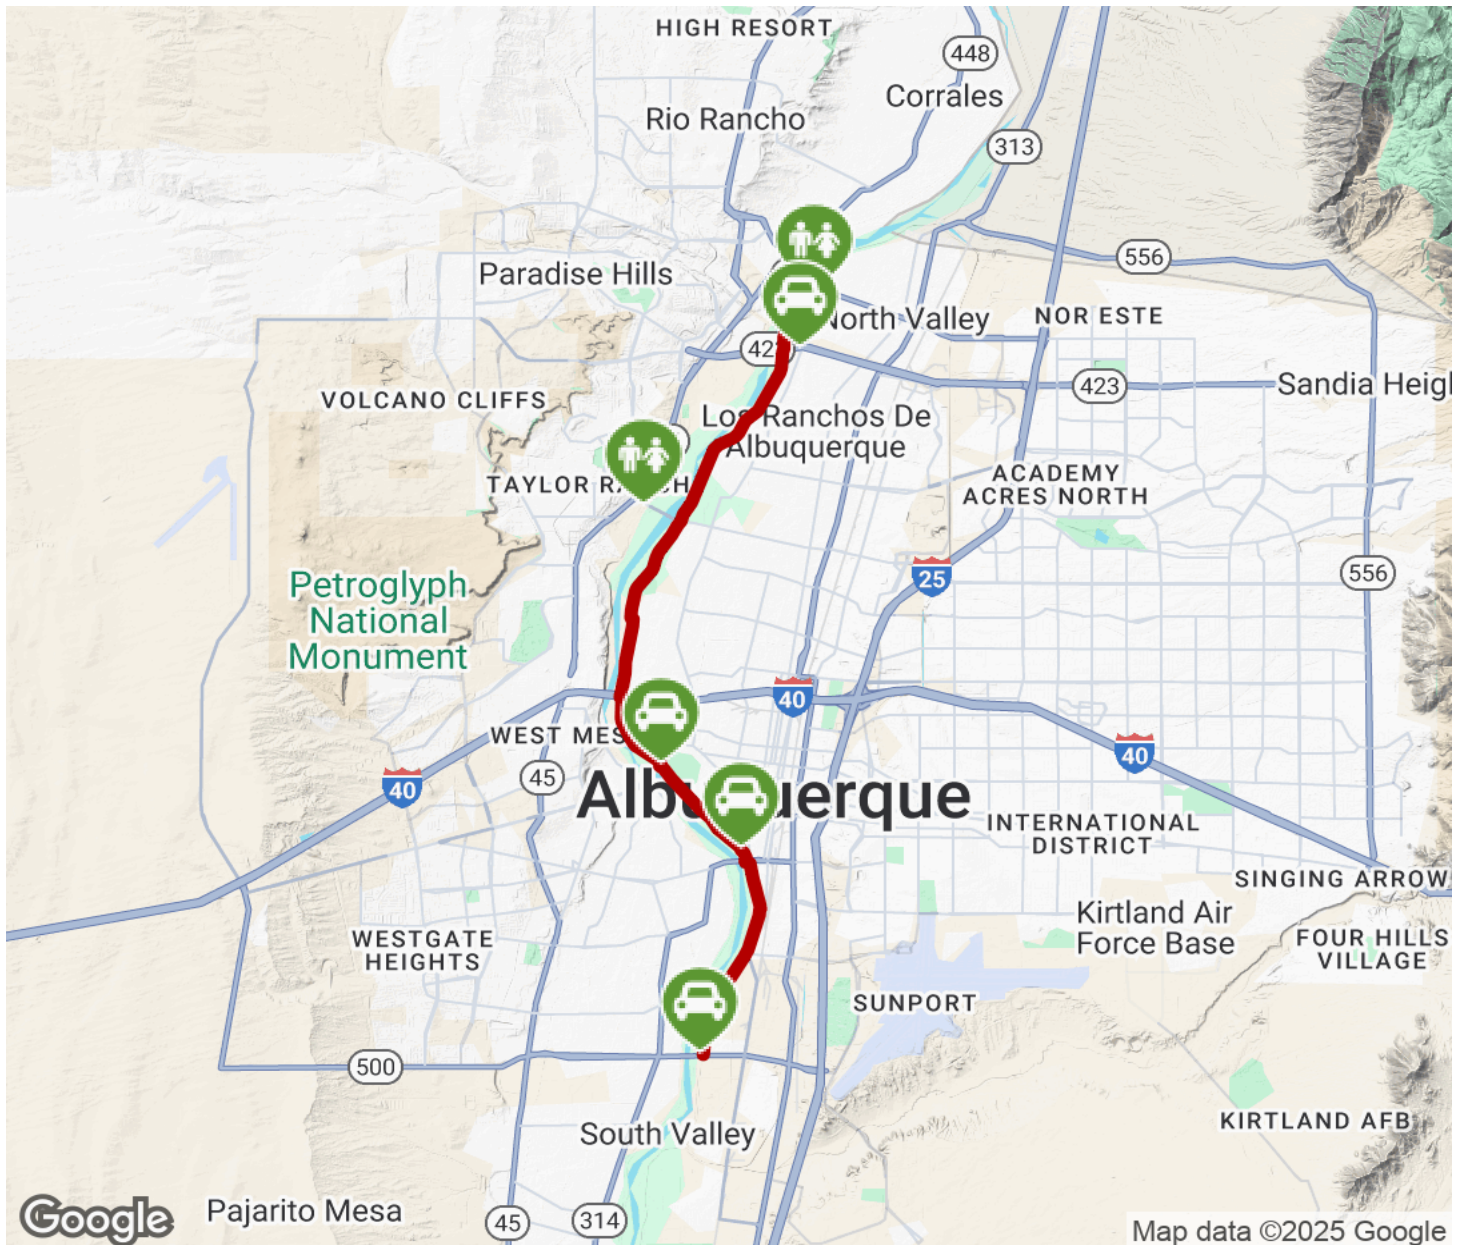 HIGH RESORT
448
Corrales
Rio Rancho
313
556
Paradise Hills
North Valley
NOR ESTE
423
Sandia Heigh
VOLCANO CLIFFS
Los Ranchos De
Albuquerque
TAYLOR RANCH
ACADEMY
ACRES NORTH
25
556
Petroglyph
National
Monument
40
WEST MES
45
40
40
Albuquerque
INTERNATIONAL
DISTRICT
SINGING ARROW
Kirtland Air
Force Base
WESTGATE
HEIGHTS
FOUR HILLS
VILLAGE
SUNPORT
500
South Valley
KIRTLAND AFB
Pajarito Mesa
45
314
Google
Map data ©2025 Google